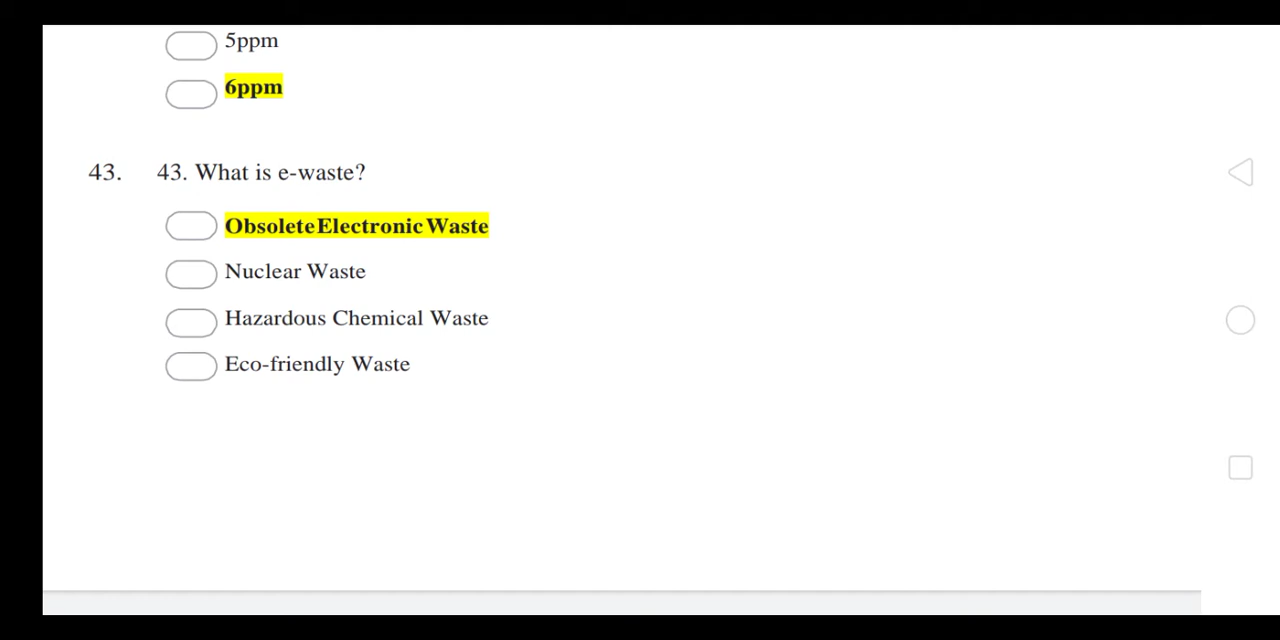 5ppm
6ppm
43. 43. What is e-waste?
Obsolete Electronic Waste
Nuclear Waste
Hazardous Chemical Waste
Eco-friendly Waste